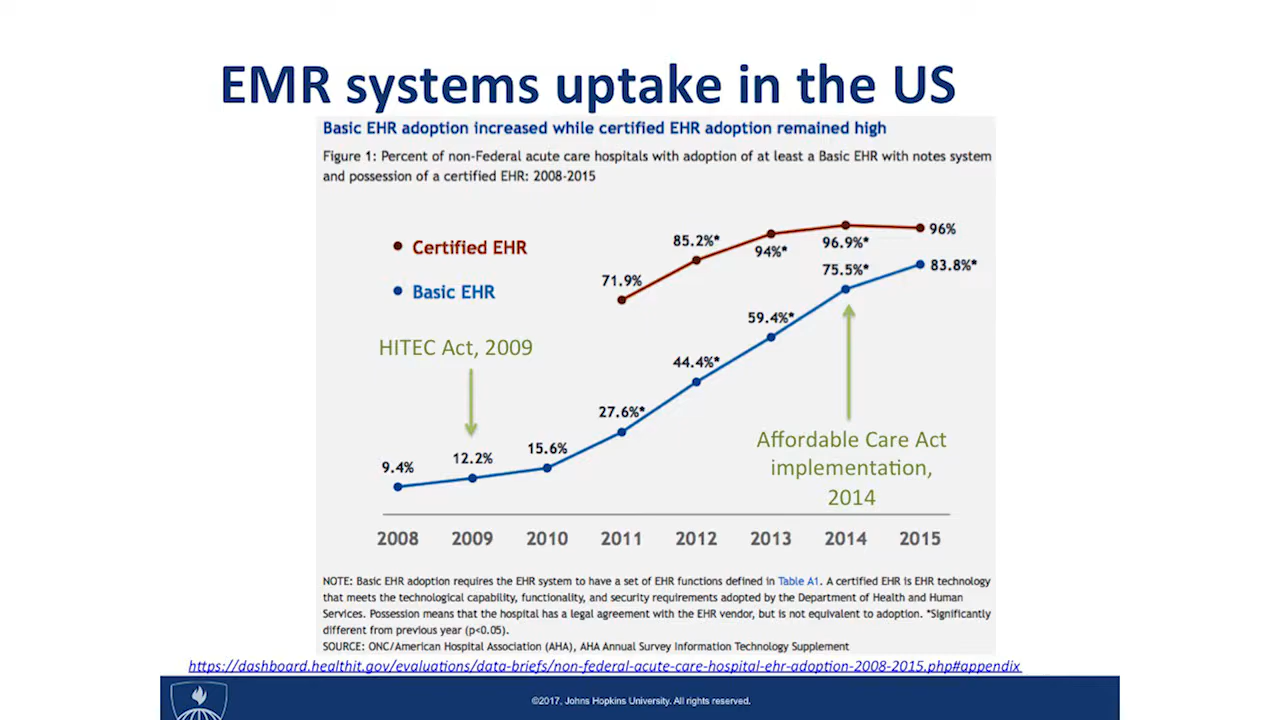 EMR systems uptake in the US
Basic EHR adoption increased while certified EHR adoption remained high
Figure 1: Percent of non-Federal acute care hospitals with adoption of at least a Basic EHR with notes system
and possession of a certified EHR: 2008-2015
Certified EHR
Basic EHR
71.9%
85.2%*
94%*
96.9%*
96%
9.4%
12.2%
15.6%
27.6%*
44.4%*
59.4%*
75.5%*
83.8%*
HITEC Act, 2009
Affordable Care Act
implementation,
2014
2008 2009 2010 2011 2012 2013 2014 2015
NOTE: Basic EHR adoption requires the EHR system to have a set of EHR functions defined in Table A1. A certified EHR is EHR technology
that meets the technological capability, functionality, and security requirements adopted by the Department of Health and Human
Services. Possession means that the hospital has a legal agreement with the EHR vendor, but is not equivalent to adoption. *Significantly
different from previous year (p<0.05).
SOURCE: ONC/American Hospital Association (AHA), AHA Annual Survey Information Technology Supplement
https://dashboard.healthit.gov/evaluations/data-briefs/non-federal-acute-care-hospital-ehr-adoption-2008-2015.php#appendix
©2017, Johns Hopkins University. All rights reserved.